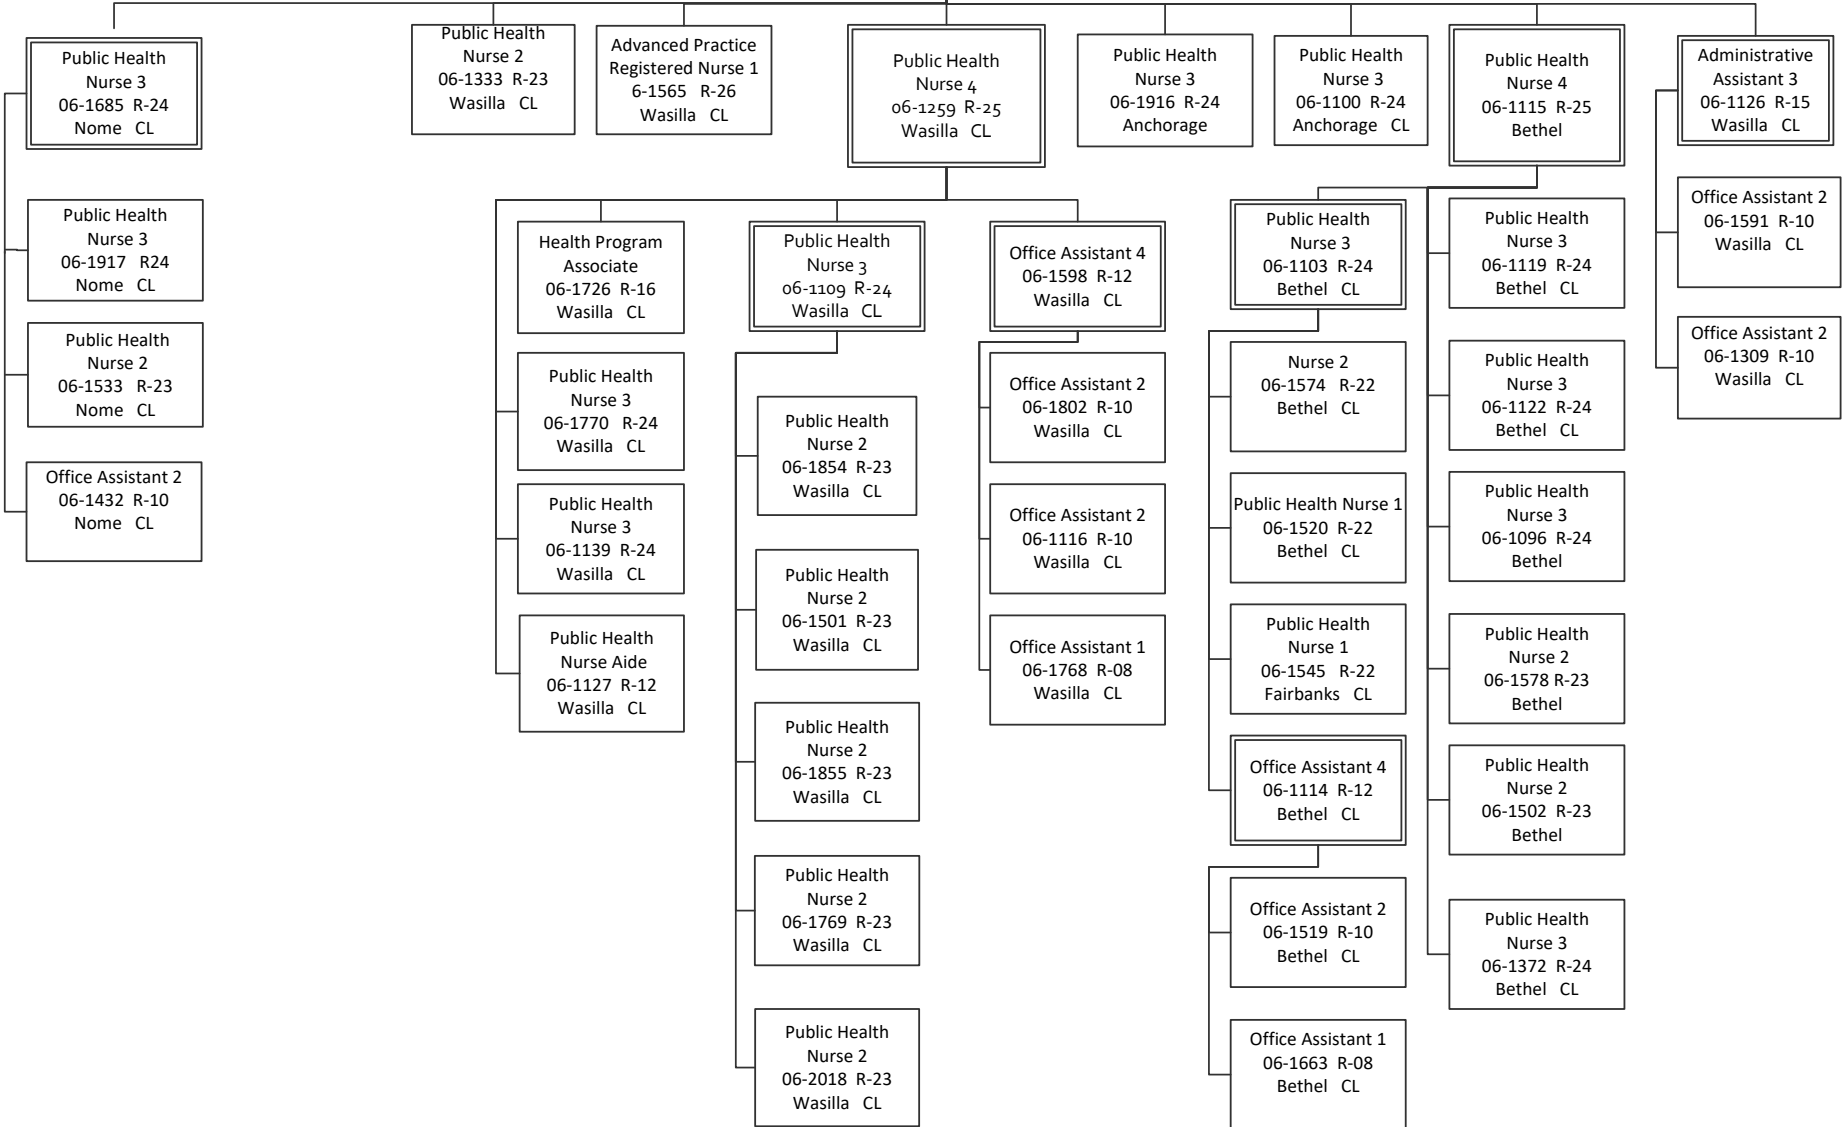 Public Health
Nurse 3
06-1685 R-24
Nome CL
Public Health
Nurse 2
06-1333 R-23
Wasilla CL
Advanced Practice
Registered Nurse 1
6-1565 R-26
Wasilla CL
Public Health
Nurse 4
06-1259 R-25
Wasilla CL
Public Health
Nurse 3
06-1916 R-24
Anchorage
Public Health
Nurse 3
06-1100 R-24
Anchorage CL
Public Health
Nurse 4
06-1115 R-25
Bethel
Administrative
Assistant 3
06-1126 R-15
Wasilla CL
Public Health
Nurse 3
06-1917 R24
Nome CL
Public Health
Nurse 2
06-1533 R-23
Nome CL
Office Assistant 2
06-1432 R-10
Nome CL
Health Program
Associate
06-1726 R-16
Wasilla CL
Public Health
Nurse 3
06-1770 R-24
Wasilla CL
Public Health
Nurse 3
06-1139 R-24
Wasilla CL
Public Health
Nurse Aide
06-1127 R-12
Wasilla CL
Public Health
Nurse 3
06-1109 R-24
Wasilla CL
Public Health
Nurse 2
06-1854 R-23
Wasilla CL
Public Health
Nurse 2
06-1501 R-23
Wasilla CL
Public Health
Nurse 2
06-1855 R-23
Wasilla CL
Public Health
Nurse 2
06-1769 R-23
Wasilla CL
Public Health
Nurse 2
06-2018 R-23
Wasilla CL
Office Assistant 4
06-1598 R-12
Wasilla CL
Office Assistant 2
06-1802 R-10
Wasilla CL
Office Assistant 2
06-1116 R-10
Wasilla CL
Office Assistant 1
06-1768 R-08
Wasilla CL
Public Health
Nurse 3
06-1103 R-24
Bethel CL
Nurse 2
06-1574 R-22
Bethel CL
Public Health Nurse 1
06-1520 R-22
Bethel CL
Public Health
Nurse 1
06-1545 R-22
Fairbanks CL
Office Assistant 4
06-1114 R-12
Bethel CL
Office Assistant 2
06-1519 R-10
Bethel CL
Office Assistant 1
06-1663 R-08
Bethel CL
Public Health
Nurse 3
06-1119 R-24
Bethel CL
Public Health
Nurse 3
06-1122 R-24
Bethel CL
Public Health
Nurse 3
06-1096 R-24
Bethel
Public Health
Nurse 2
06-1578 R-23
Bethel
Public Health
Nurse 2
06-1502 R-23
Bethel
Public Health
Nurse 3
06-1372 R-24
Bethel CL
Office Assistant 2
06-1591 R-10
Wasilla CL
Office Assistant 2
06-1309 R-10
Wasilla CL